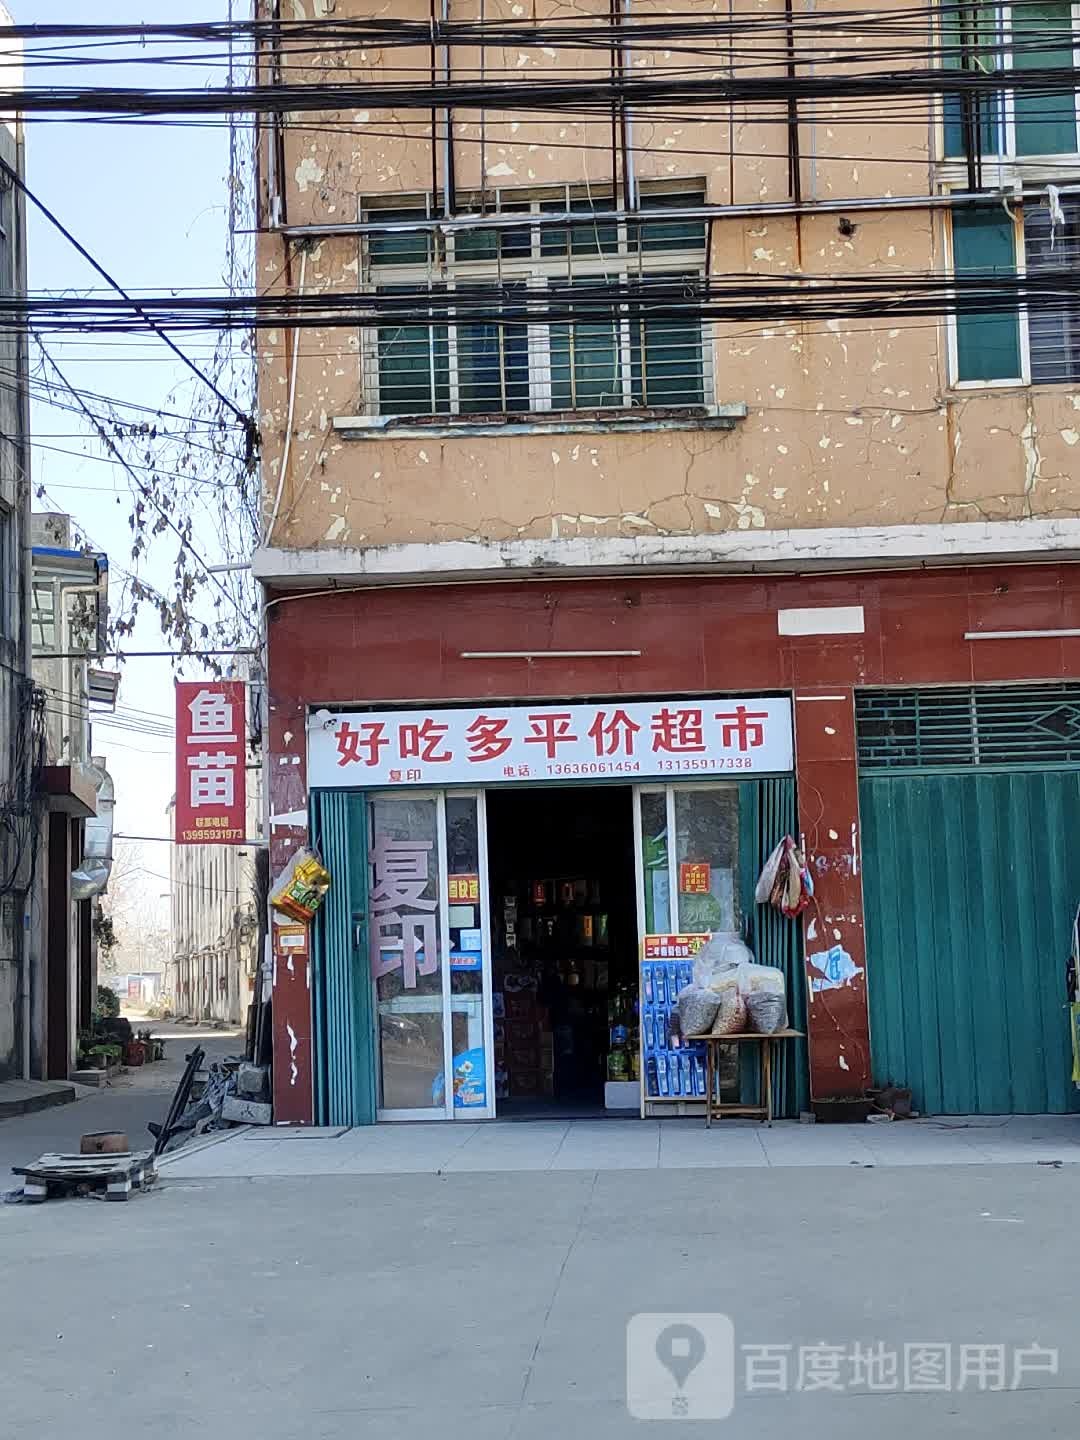 好吃多平价超市
复印 电话：13636061454 13135917338
鱼苗
联系电话
13995931973
复印
百度地图用户